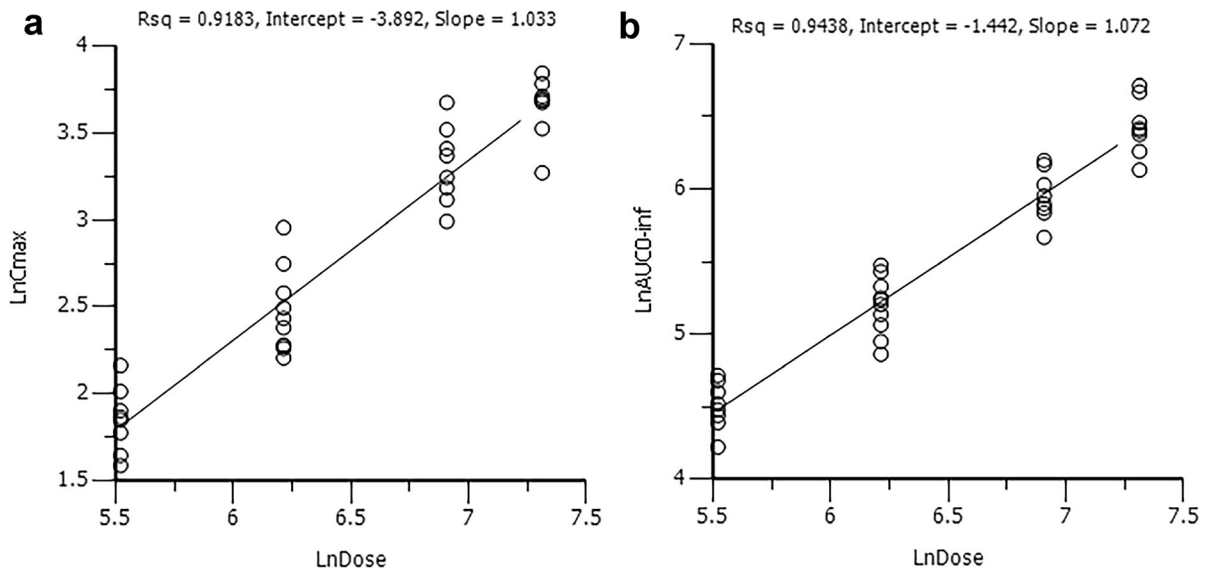 a
Rsq = 0.9183, Intercept = -3.892, Slope = 1.033
4
3.5
3
2.5
2
1.5
LnCmax
5.5 6 6.5 7 7.5
LnDose
b
Rsq = 0.9438, Intercept = -1.442, Slope = 1.072
7
6
5
4
LnAUC0-inf
5.5 6 6.5 7 7.5
LnDose